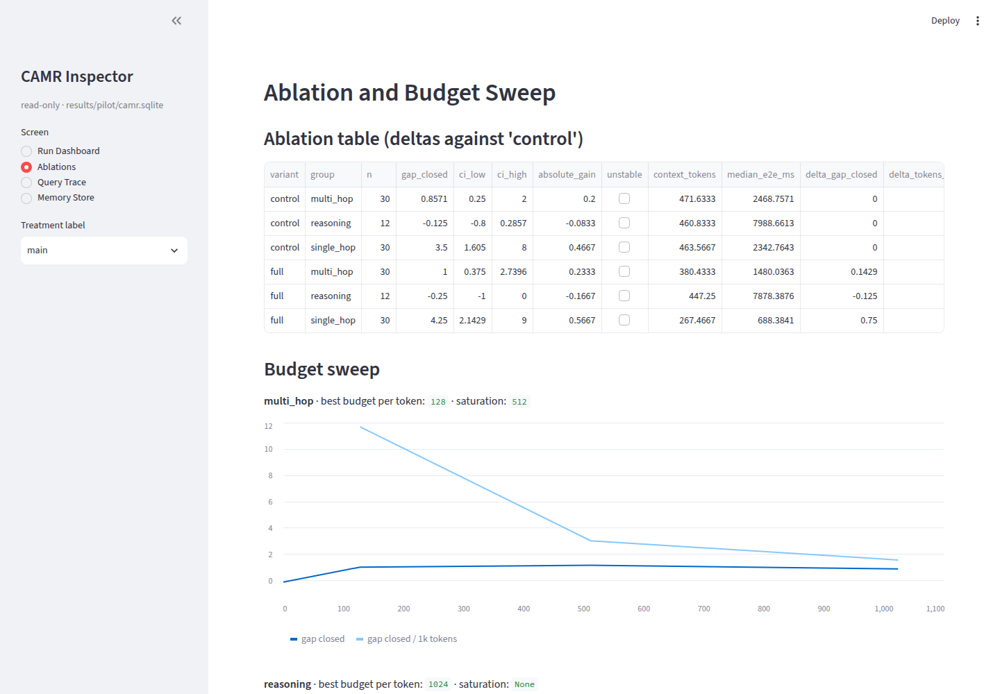 Deploy
CAMR Inspector
read-only · results/pilot/camr.sqlite
Screen
Run Dashboard
Ablations
Query Trace
Memory Store
Treatment label
main
Ablation and Budget Sweep
Ablation table (deltas against 'control')
variant group n gap_closed ci_low ci_high absolute_gain unstable context_tokens median_e2e_ms delta_gap_closed delta_tokens_
control multi_hop 30 0.8571 0.25 2 0.2 471.6333 2468.7571 0
control reasoning 12 -0.125 -0.8 0.2857 -0.0833 460.8333 7988.6613 0
control single_hop 30 3.5 1.605 8 0.4667 463.5667 2342.7643 0
full multi_hop 30 1 0.375 2.7396 0.2333 380.4333 1480.0363 0.1429
full reasoning 12 -0.25 -1 0 -0.1667 447.25 7878.3876 -0.125
full single_hop 30 4.25 2.1429 9 0.5667 267.4667 688.3841 0.75
Budget sweep
multi_hop · best budget per token: 128 · saturation: 512
12
10
8
6
4
2
0
0 100 200 300 400 500 600 700 800 900 1,000 1,100
gap closed gap closed / 1k tokens
reasoning · best budget per token: 1024 · saturation: None